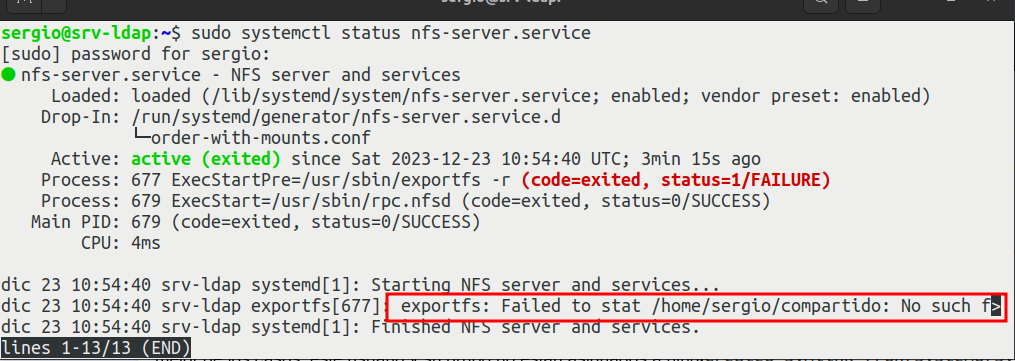 sergio@srv-ldap:~$ sudo systemctl status nfs-server.service
[sudo] password for sergio:
● nfs-server.service - NFS server and services
     Loaded: loaded (/lib/systemd/system/nfs-server.service; enabled; vendor preset: enabled)
    Drop-In: /run/systemd/generator/nfs-server.service.d
             └─order-with-mounts.conf
     Active: active (exited) since Sat 2023-12-23 10:54:40 UTC; 3min 15s ago
    Process: 677 ExecStartPre=/usr/sbin/exportfs -r (code=exited, status=1/FAILURE)
    Process: 679 ExecStart=/usr/sbin/rpc.nfsd (code=exited, status=0/SUCCESS)
   Main PID: 679 (code=exited, status=0/SUCCESS)
        CPU: 4ms

dic 23 10:54:40 srv-ldap systemd[1]: Starting NFS server and services...
dic 23 10:54:40 srv-ldap exportfs[677]: exportfs: Failed to stat /home/sergio/compartido: No such f>
dic 23 10:54:40 srv-ldap systemd[1]: Finished NFS server and services.
lines 1-13/13 (END)